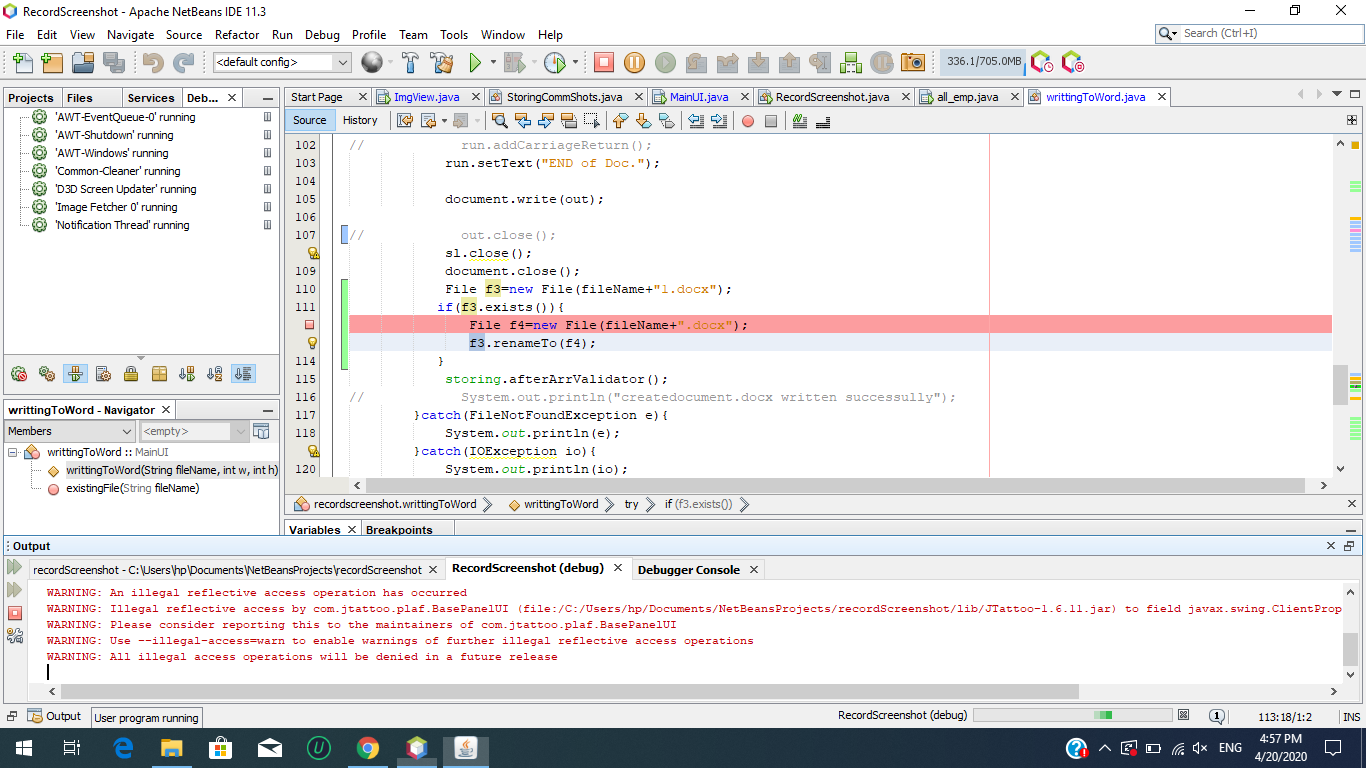 RecordScreenshot - Apache NetBeans IDE 11.3
File Edit View Navigate Source Refactor Run Debug Profile Team Tools Window Help
Search (Ctrl+I)
<default config>
336.1/705.0MB
Projects Files Services Deb...
'AWT-EventQueue-0' running
'AWT-Shutdown' running
'AWT-Windows' running
'Common-Cleaner' running
'D3D Screen Updater' running
'Image Fetcher 0' running
'Notification Thread' running
writtingToWord - Navigator
Members <empty>
writtingToWord :: MainUI
writtingToWord(String fileName, int w, int h)
existingFile(String fileName)
Start Page ImgView.java StoringCommShots.java MainUI.java RecordScreenshot.java all_emp.java writtingToWord.java
Source History
102 // run.addCarriageReturn();
103 run.setText("END of Doc.");
104
105 document.write(out);
106
107 // out.close();
sl.close();
109 document.close();
110 File f3=new File(fileName+"1.docx");
111 if(f3.exists()){
File f4=new File(fileName+".docx");
f3.renameTo(f4);
114 }
115 storing.afterArrValidator();
116 // System.out.println("createdocument.docx written successully");
117 }catch(FileNotFoundException e){
118 System.out.println(e);
}catch(IOException io){
120 System.out.println(io);
recordscreenshot.writtingToWord writtingToWord try if (f3.exists())
Variables Breakpoints
Output
recordScreenshot - C:\Users\hp\Documents\NetBeansProjects\recordScreenshot RecordScreenshot (debug) Debugger Console
WARNING: An illegal reflective access operation has occurred
WARNING: Illegal reflective access by com.jtattoo.plaf.BasePanelUI (file:/C:/Users/hp/Documents/NetBeansProjects/recordScreenshot/lib/JTattoo-1.6.11.jar) to field javax.swing.ClientProp
WARNING: Please consider reporting this to the maintainers of com.jtattoo.plaf.BasePanelUI
WARNING: Use --illegal-access=warn to enable warnings of further illegal reflective access operations
WARNING: All illegal access operations will be denied in a future release
Output User program running
RecordScreenshot (debug) 1 113:18/1:2 INS
ENG 4:57 PM
4/20/2020